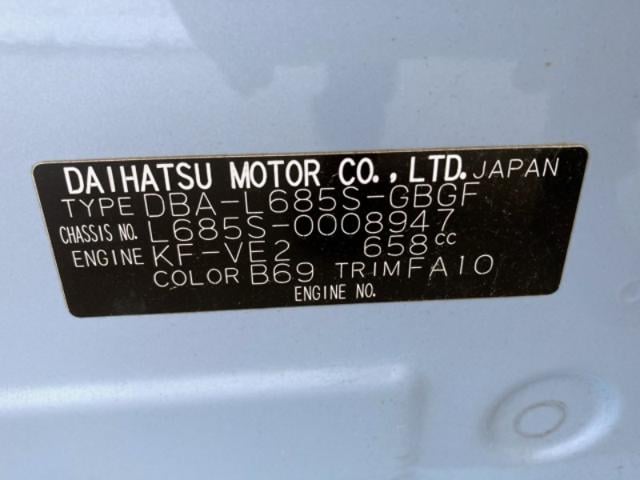 DAIHATSU MOTOR CO., LTD. JAPAN
TYPE DBA-L685S-GBGF
CHASSIS NO. L685S-0008947
ENGINE KF-VE2 658cc
COLOR B69 TRIM FA10
ENGINE NO.